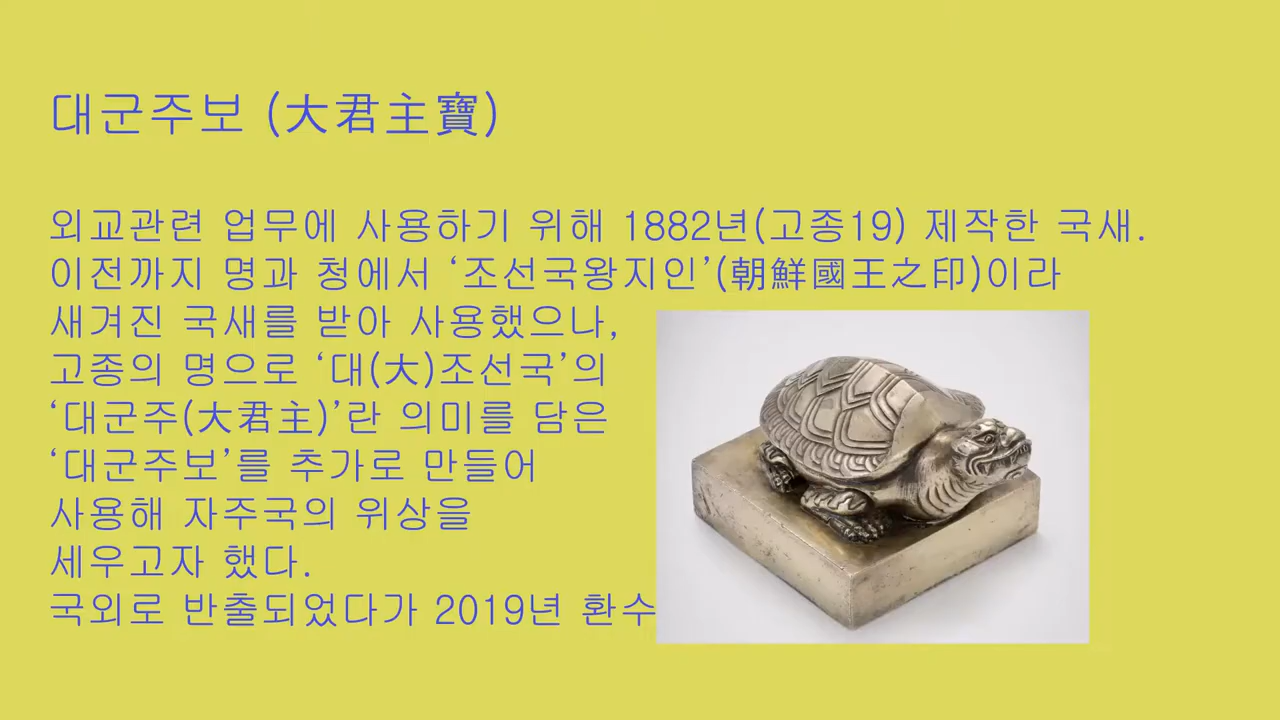 대군주보 (大君主寶)
외교관련 업무에 사용하기 위해 1882년(고종19) 제작한 국새.
이전까지 명과 청에서 ‘조선국왕지인’(朝鮮國王之印)이라
새겨진 국새를 받아 사용했으나,
고종의 명으로 ‘대(大)조선국’의
‘대군주(大君主)’란 의미를 담은
‘대군주보’를 추가로 만들어
사용해 자주국의 위상을
세우고자 했다.
국외로 반출되었다가 2019년 환수